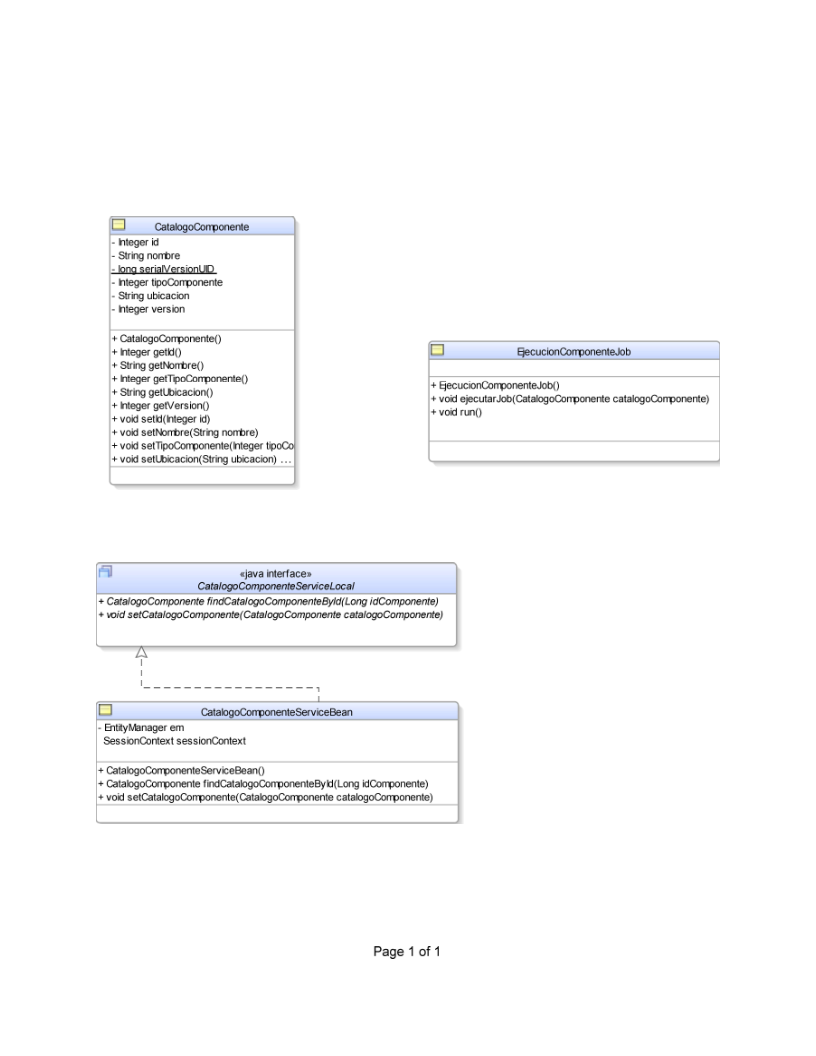 CatalogoComponente
- Integer id
- String nombre
- long serialVersionUID
- Integer tipoComponente
- String ubicacion
- Integer version
+ CatalogoComponente()
+ Integer getId()
+ String getNombre()
+ Integer getTipoComponente()
+ String getUbicacion()
+ Integer getVersion()
+ void setId(Integer id)
+ void setNombre(String nombre)
+ void setTipoComponente(Integer tipoCo
+ void setUbicacion(String ubicacion) ...
EjecucionComponenteJob
+ EjecucionComponenteJob()
+ void ejecutarJob(CatalogoComponente catalogoComponente)
+ void run()
«java interface»
CatalogoComponenteServiceLocal
+ CatalogoComponente findCatalogoComponenteById(Long idComponente)
+ void setCatalogoComponente(CatalogoComponente catalogoComponente)
CatalogoComponenteServiceBean
- EntityManager em
SessionContext sessionContext
+ CatalogoComponenteServiceBean()
+ CatalogoComponente findCatalogoComponenteById(Long idComponente)
+ void setCatalogoComponente(CatalogoComponente catalogoComponente)
Page 1 of 1